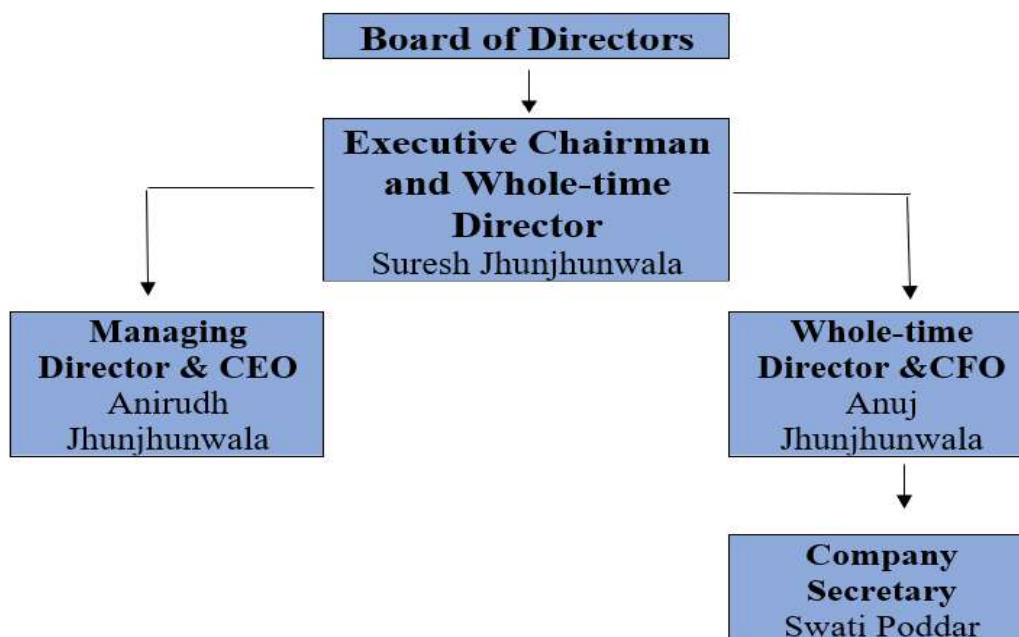 Board of Directors
Executive Chairman
and Whole-time
Director
Suresh Jhunjhunwala
Managing
Director & CEO
Anirudh
Jhunjhunwala
Whole-time
Director &CFO
Anuj
Jhunjhunwala
Company
Secretary
Swati Poddar